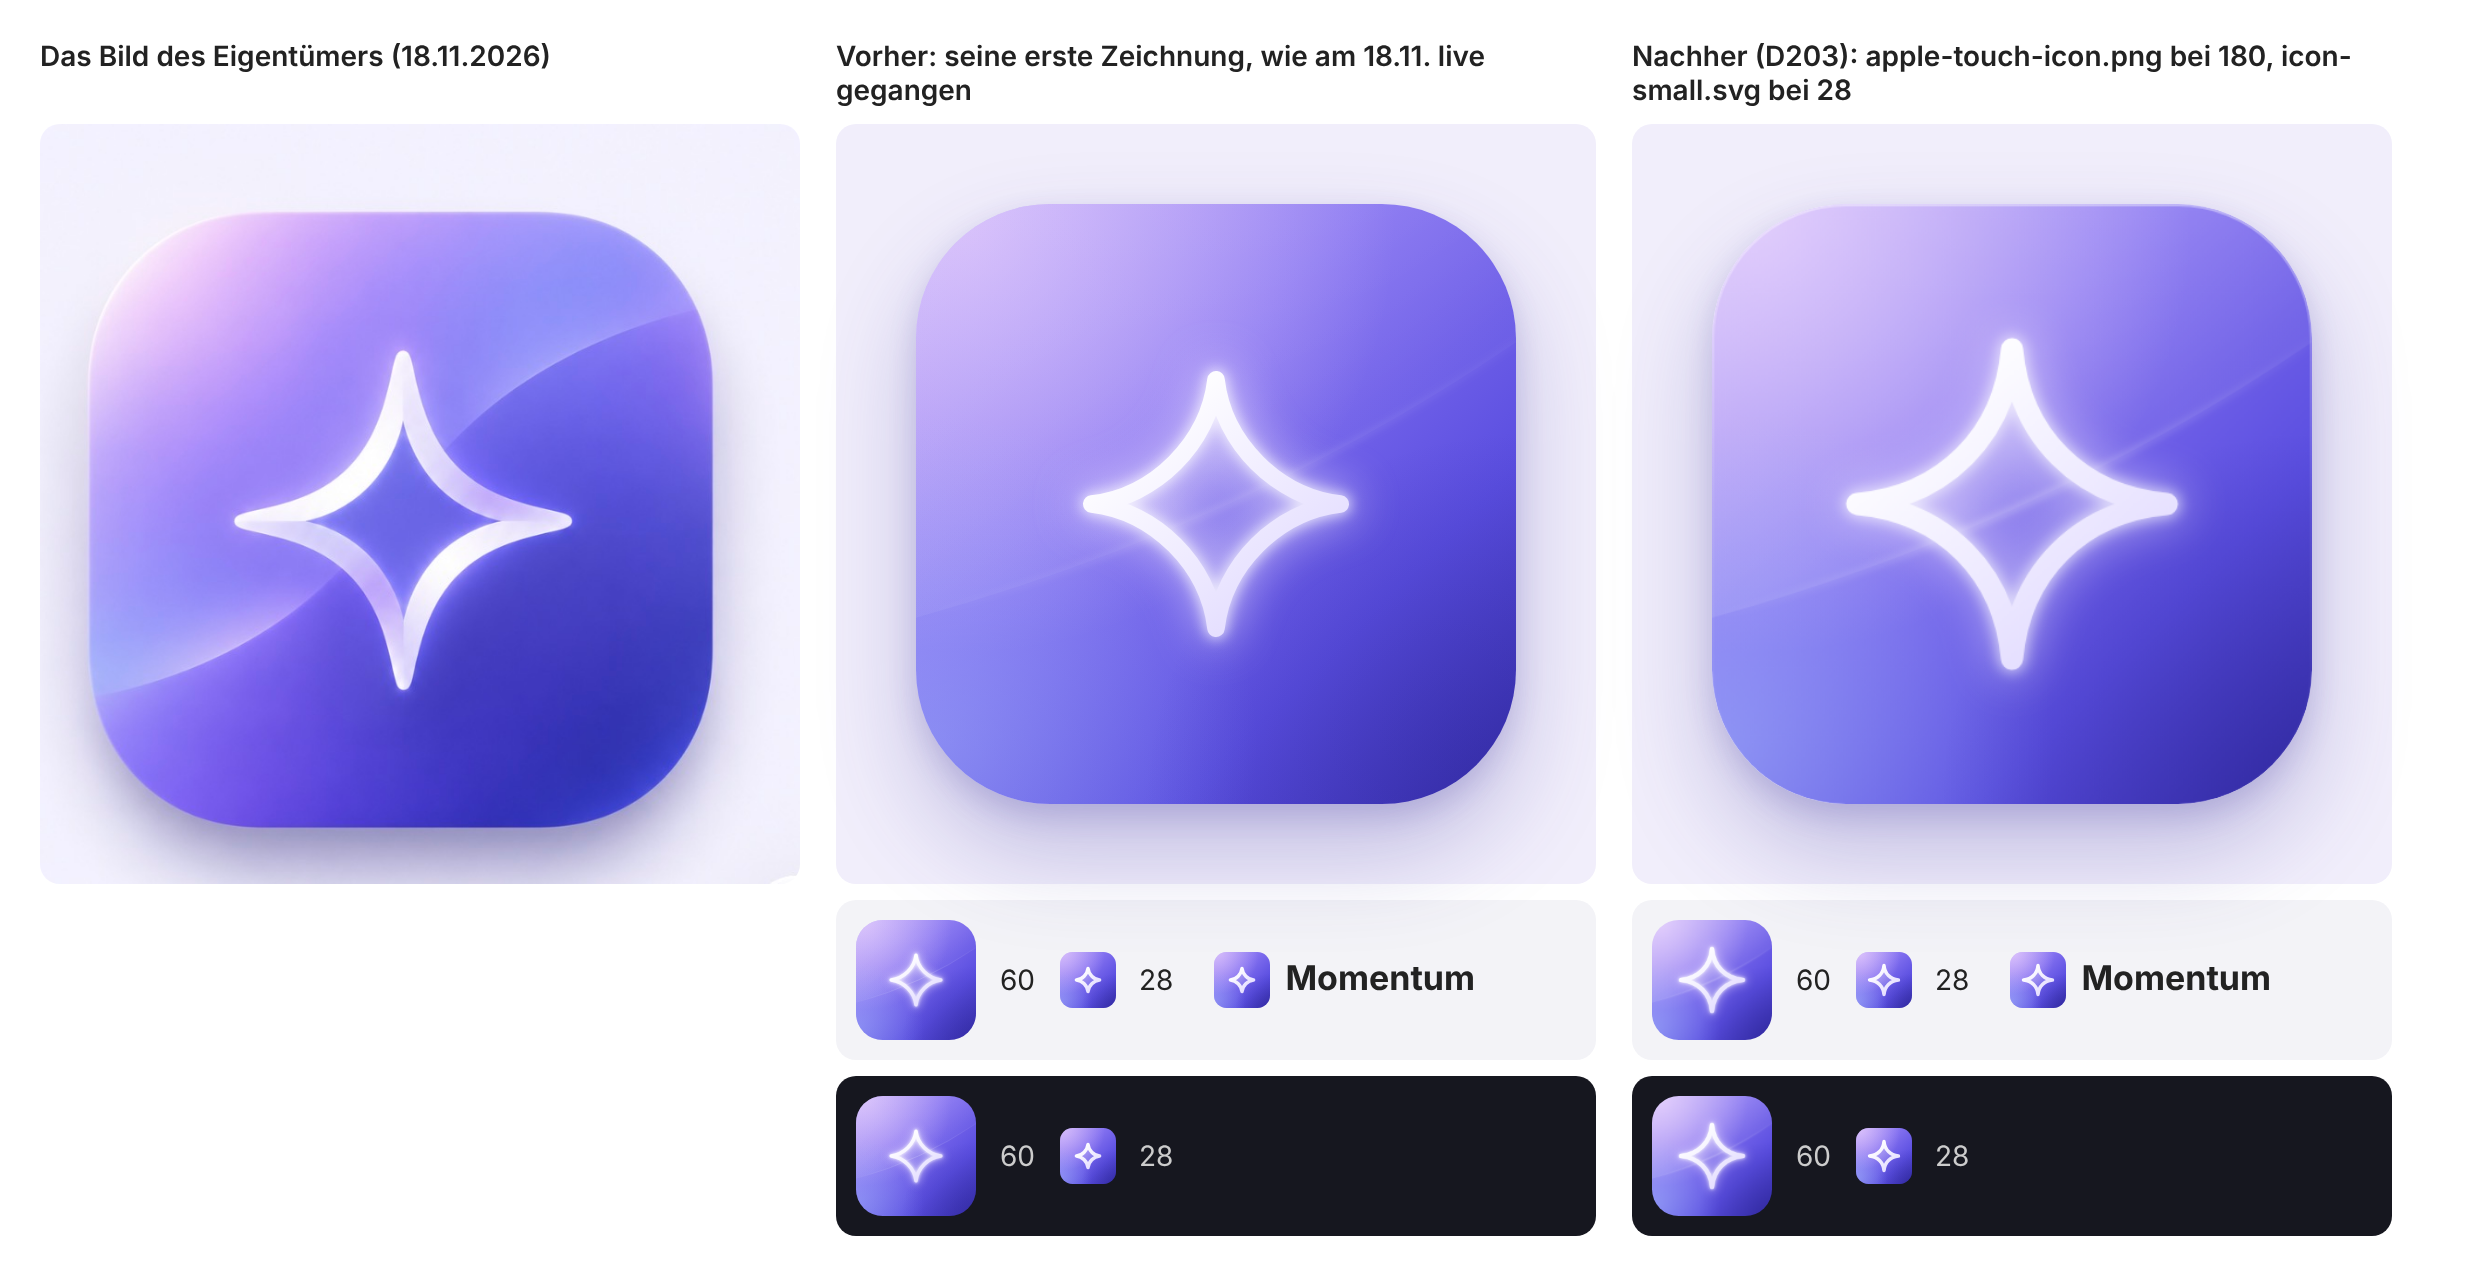 Das Bild des Eigentümers (18.11.2026)
Vorher: seine erste Zeichnung, wie am 18.11. live
gegangen
Nachher (D203): apple-touch-icon.png bei 180, icon-
small.svg bei 28
60
28
Momentum
60
28
Momentum
60
28
60
28